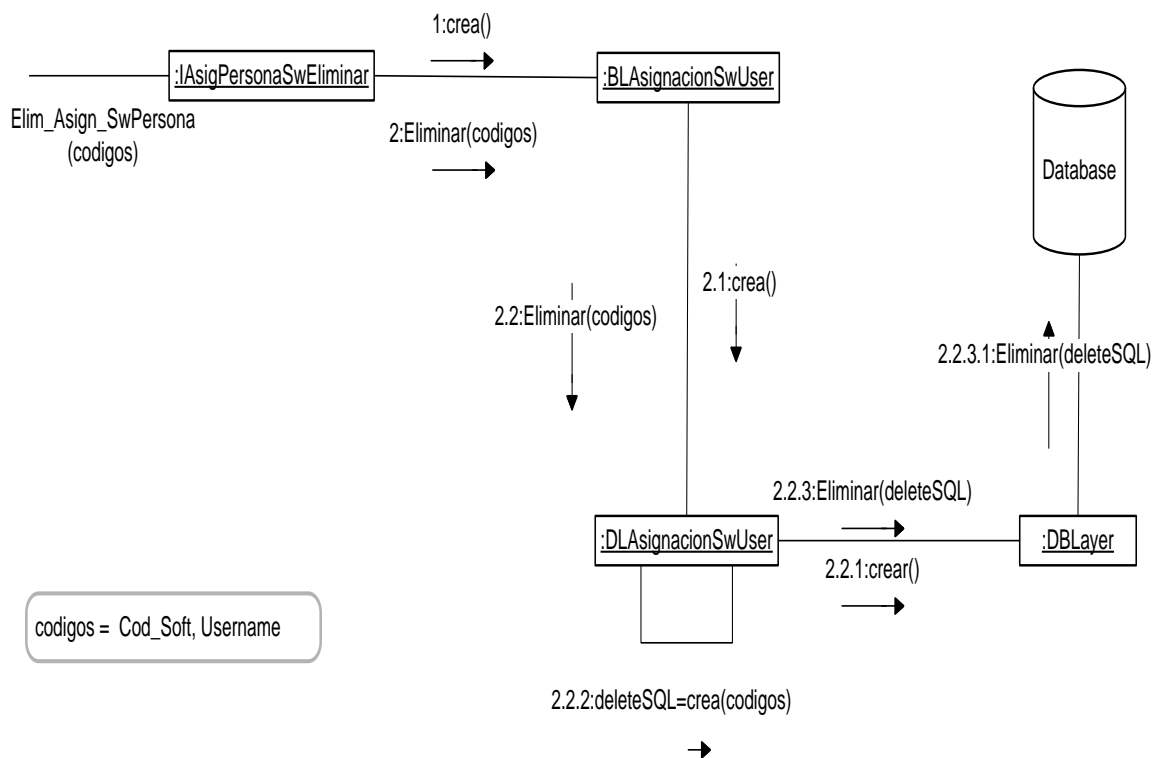 1:crea()
:IAsigPersonaSwEliminar
:BLAsignacionSwUser
Elim_Asign_SwPersona
(codigos)
2:Eliminar(codigos)
Database
2.1:crea()
2.2:Eliminar(codigos)
2.2.3.1:Eliminar(deleteSQL)
2.2.3:Eliminar(deleteSQL)
:DLAsignacionSwUser
:DBLayer
2.2.1:crear()
codigos = Cod_Soft, Username
2.2.2:deleteSQL=crea(codigos)